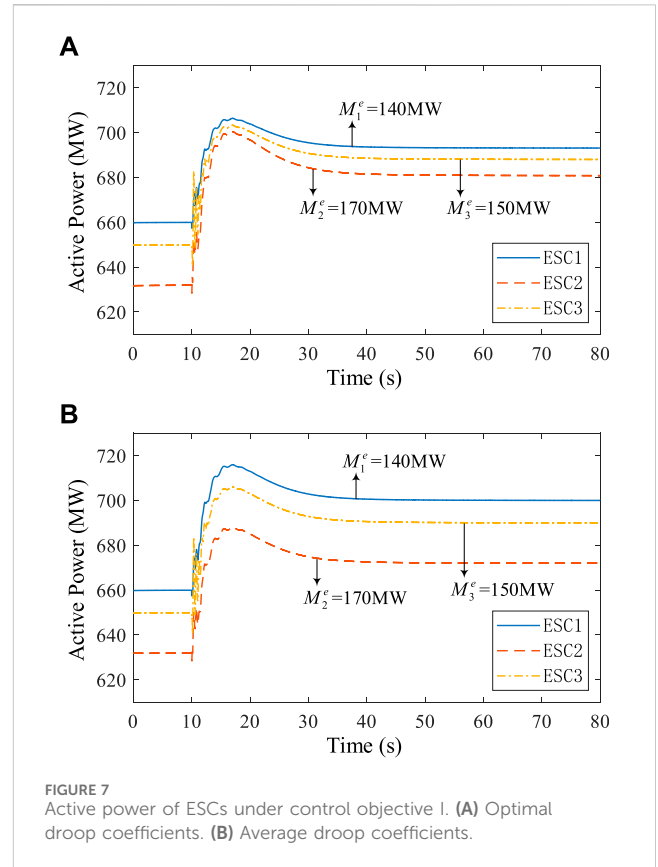 A
Active Power (MW)
720
700
680
660
640
620
M₁ᵉ=140MW
M₂ᵉ=170MW
M₃ᵉ=150MW
ESC1
ESC2
ESC3
0 10 20 30 40 50 60 70 80
Time (s)
B
Active Power (MW)
720
700
680
660
640
620
M₁ᵉ=140MW
M₂ᵉ=170MW
M₃ᵉ=150MW
ESC1
ESC2
ESC3
0 10 20 30 40 50 60 70 80
Time (s)
FIGURE 7
Active power of ESCs under control objective I. (A) Optimal
droop coefficients. (B) Average droop coefficients.